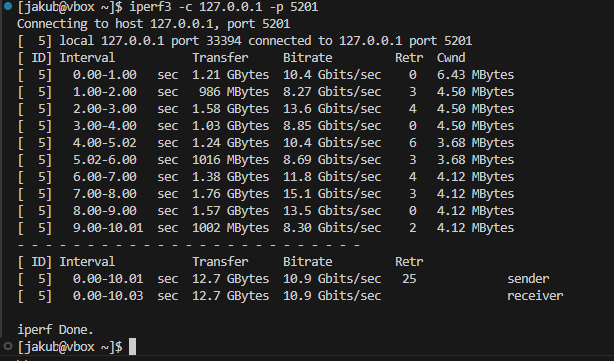 [jakub@vbox ~]$ iperf3 -c 127.0.0.1 -p 5201
Connecting to host 127.0.0.1, port 5201
[  5] local 127.0.0.1 port 33394 connected to 127.0.0.1 port 5201
[ ID] Interval           Transfer     Bitrate         Retr  Cwnd
[  5]   0.00-1.00   sec  1.21 GBytes  10.4 Gbits/sec    0   6.43 MBytes
[  5]   1.00-2.00   sec   986 MBytes  8.27 Gbits/sec    3   4.50 MBytes
[  5]   2.00-3.00   sec  1.58 GBytes  13.6 Gbits/sec    4   4.50 MBytes
[  5]   3.00-4.00   sec  1.03 GBytes  8.85 Gbits/sec    0   4.50 MBytes
[  5]   4.00-5.02   sec  1.24 GBytes  10.4 Gbits/sec    6   3.68 MBytes
[  5]   5.02-6.00   sec  1016 MBytes  8.69 Gbits/sec    3   3.68 MBytes
[  5]   6.00-7.00   sec  1.38 GBytes  11.8 Gbits/sec    4   4.12 MBytes
[  5]   7.00-8.00   sec  1.76 GBytes  15.1 Gbits/sec    3   4.12 MBytes
[  5]   8.00-9.00   sec  1.57 GBytes  13.5 Gbits/sec    0   4.12 MBytes
[  5]   9.00-10.01  sec  1002 MBytes  8.30 Gbits/sec    2   4.12 MBytes
- - - - - - - - - - - - - - - - - - - - - - - - -
[ ID] Interval           Transfer     Bitrate         Retr
[  5]   0.00-10.01  sec  12.7 GBytes  10.9 Gbits/sec   25             sender
[  5]   0.00-10.03  sec  12.7 GBytes  10.9 Gbits/sec                  receiver

iperf Done.
[jakub@vbox ~]$